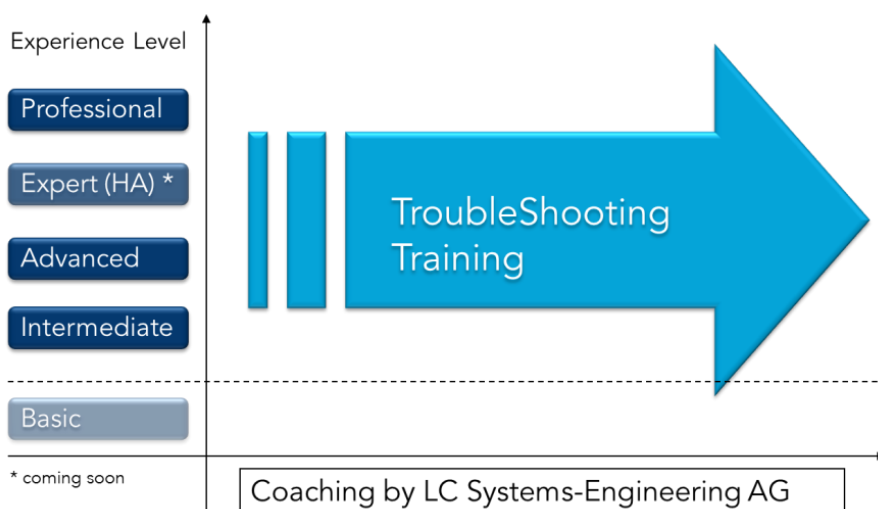 Experience Level
Professional
Expert (HA) *
Advanced
Intermediate
Basic
* coming soon
TroubleShooting
Training
Coaching by LC Systems-Engineering AG